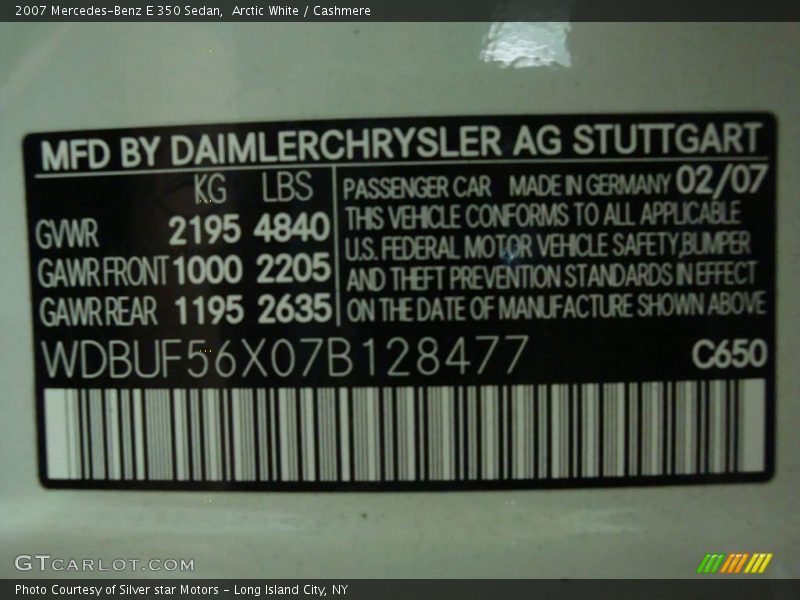 2007 Mercedes-Benz E 350 Sedan, Arctic White / Cashmere
MFD BY DAIMLERCHRYSLER AG STUTTGART
KG LBS
GVWR 2195 4840
GAWR FRONT 1000 2205
GAWR REAR 1195 2635
PASSENGER CAR MADE IN GERMANY 02/07
THIS VEHICLE CONFORMS TO ALL APPLICABLE
U.S. FEDERAL MOTOR VEHICLE SAFETY,BUMPER
AND THEFT PREVENTION STANDARDS IN EFFECT
ON THE DATE OF MANUFACTURE SHOWN ABOVE
WDBUF56X07B128477 C650
GTCARLOT.COM
Photo Courtesy of Silver star Motors - Long Island City, NY